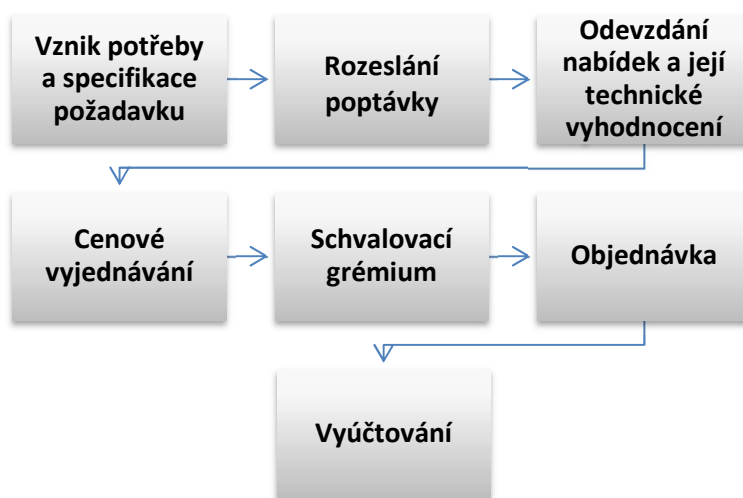 Vznik potřeby
a specifikace
požadavku
Rozeslání
poptávky
Odevzdání
nabídek a její
technické
vyhodnocení
Cenové
vyjednávání
Schvalovací
grémium
Objednávka
Vyúčtování